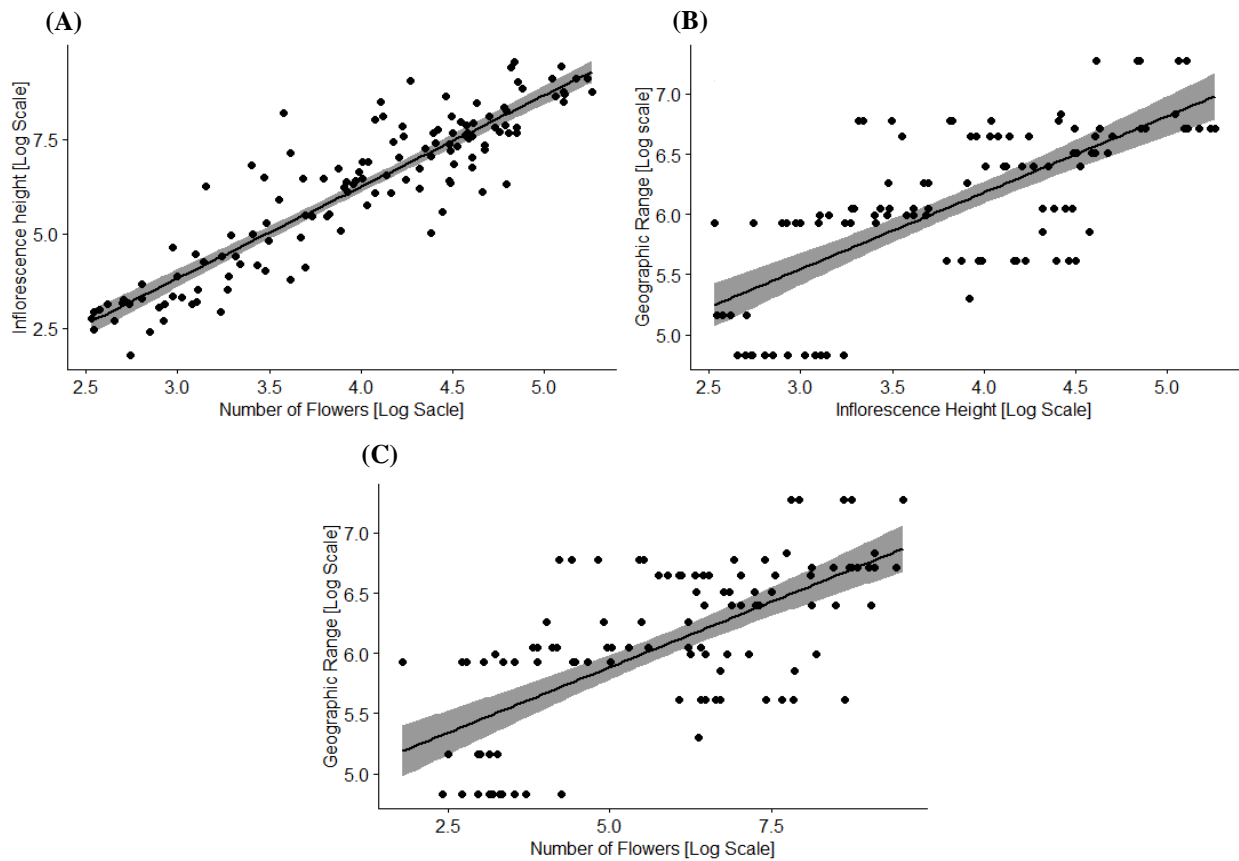 (A)
Inflorescence height [Log Scale]
7.5
5.0
2.5
2.5 3.0 3.5 4.0 4.5 5.0
Number of Flowers [Log Sacle]
(B)
Geographic Range [Log scale]
7.0
6.5
6.0
5.5
5.0
2.5 3.0 3.5 4.0 4.5 5.0
Inflorescence Height [Log Scale]
(C)
Geographic Range [Log Scale]
7.0
6.5
6.0
5.5
5.0
2.5 5.0 7.5
Number of Flowers [Log Scale]